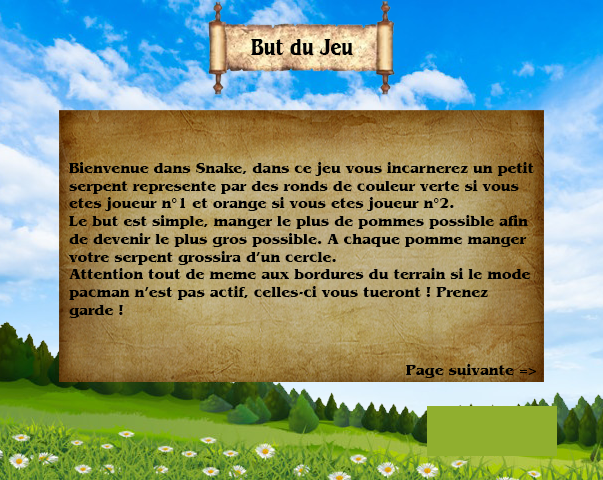 But du Jeu
Bienvenue dans Snake, dans ce jeu vous incarnerez un petit
serpent represente par des ronds de couleur verte si vous
etes joueur n°1 et orange si vous etes joueur n°2.
Le but est simple, manger le plus de pommes possible afin
de devenir le plus gros possible. A chaque pomme manger
votre serpent grossira d'un cercle.
Attention tout de meme aux bordures du terrain si le mode
pacman n'est pas actif, celles-ci vous tueront ! Prenez
garde !
Page suivante =>